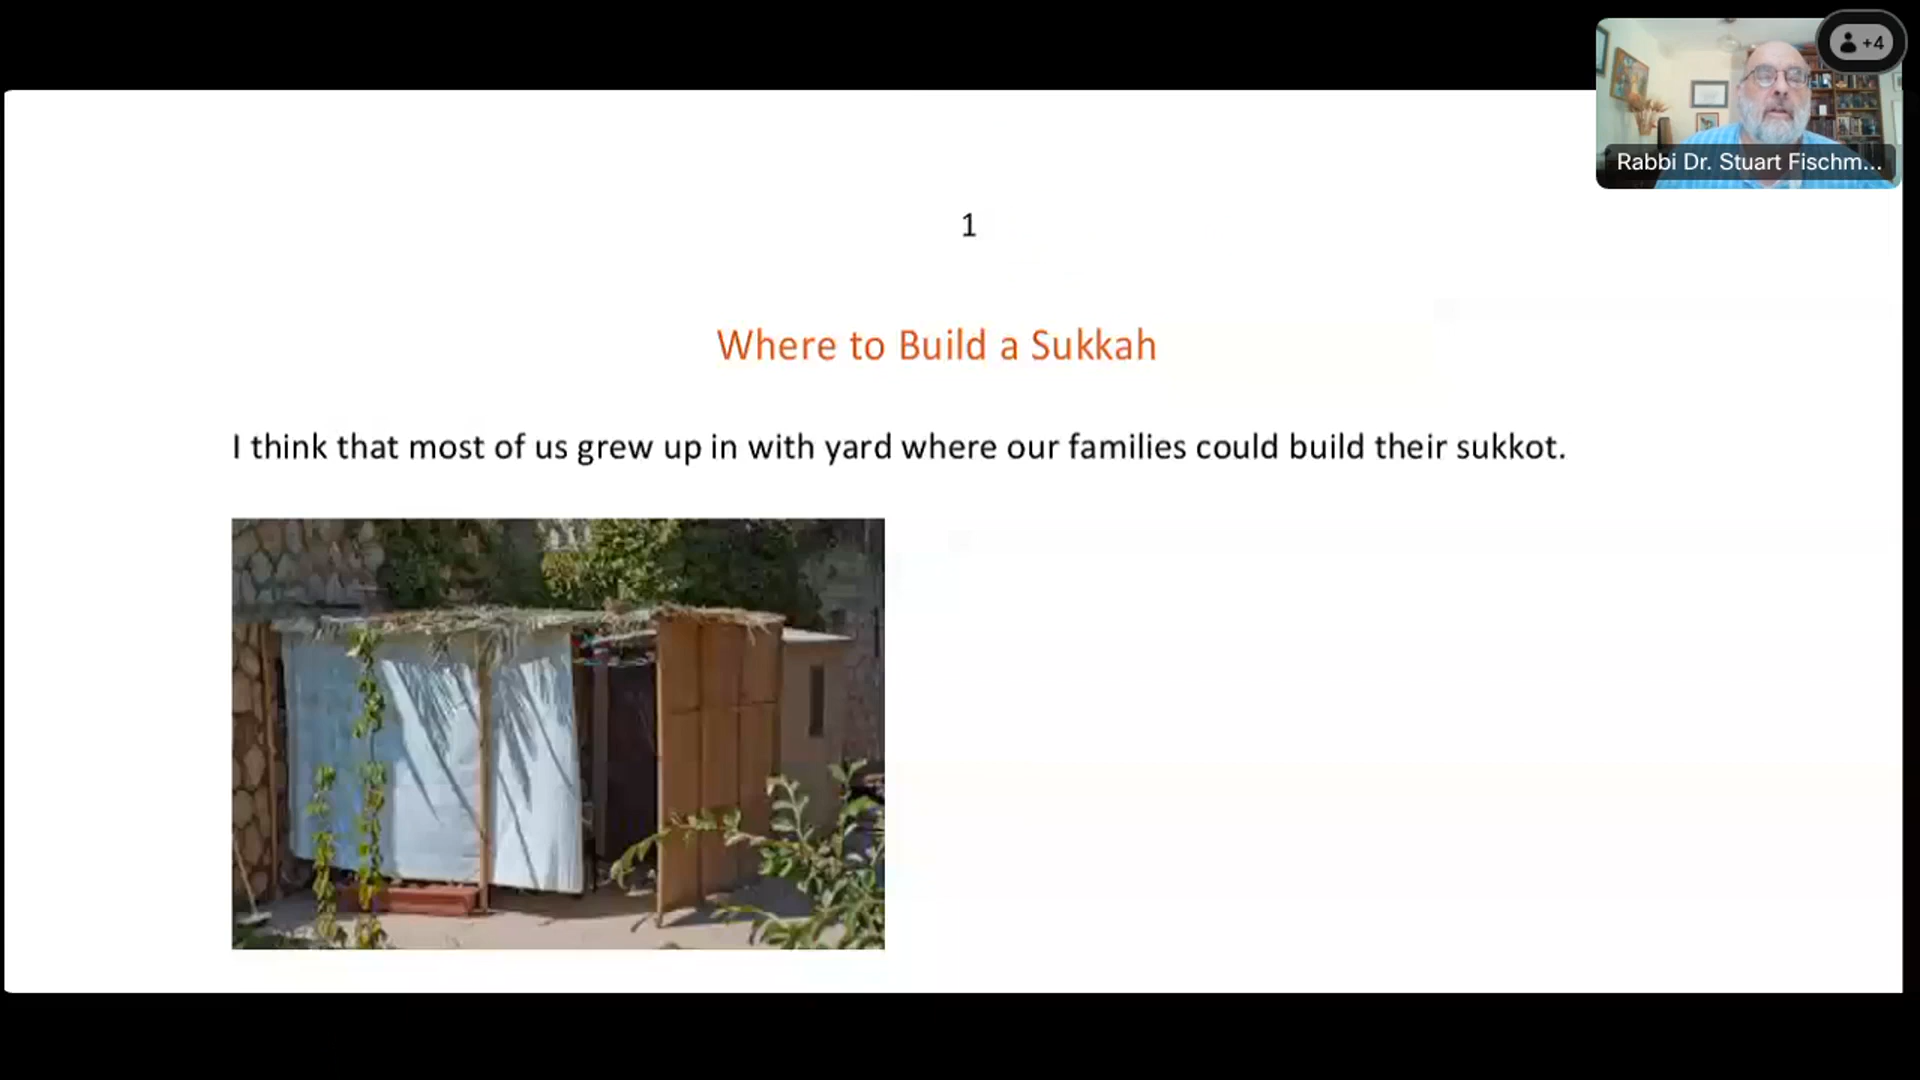 +4
Rabbi Dr. Stuart Fischm...
1
Where to Build a Sukkah
I think that most of us grew up in with yard where our families could build their sukkot.